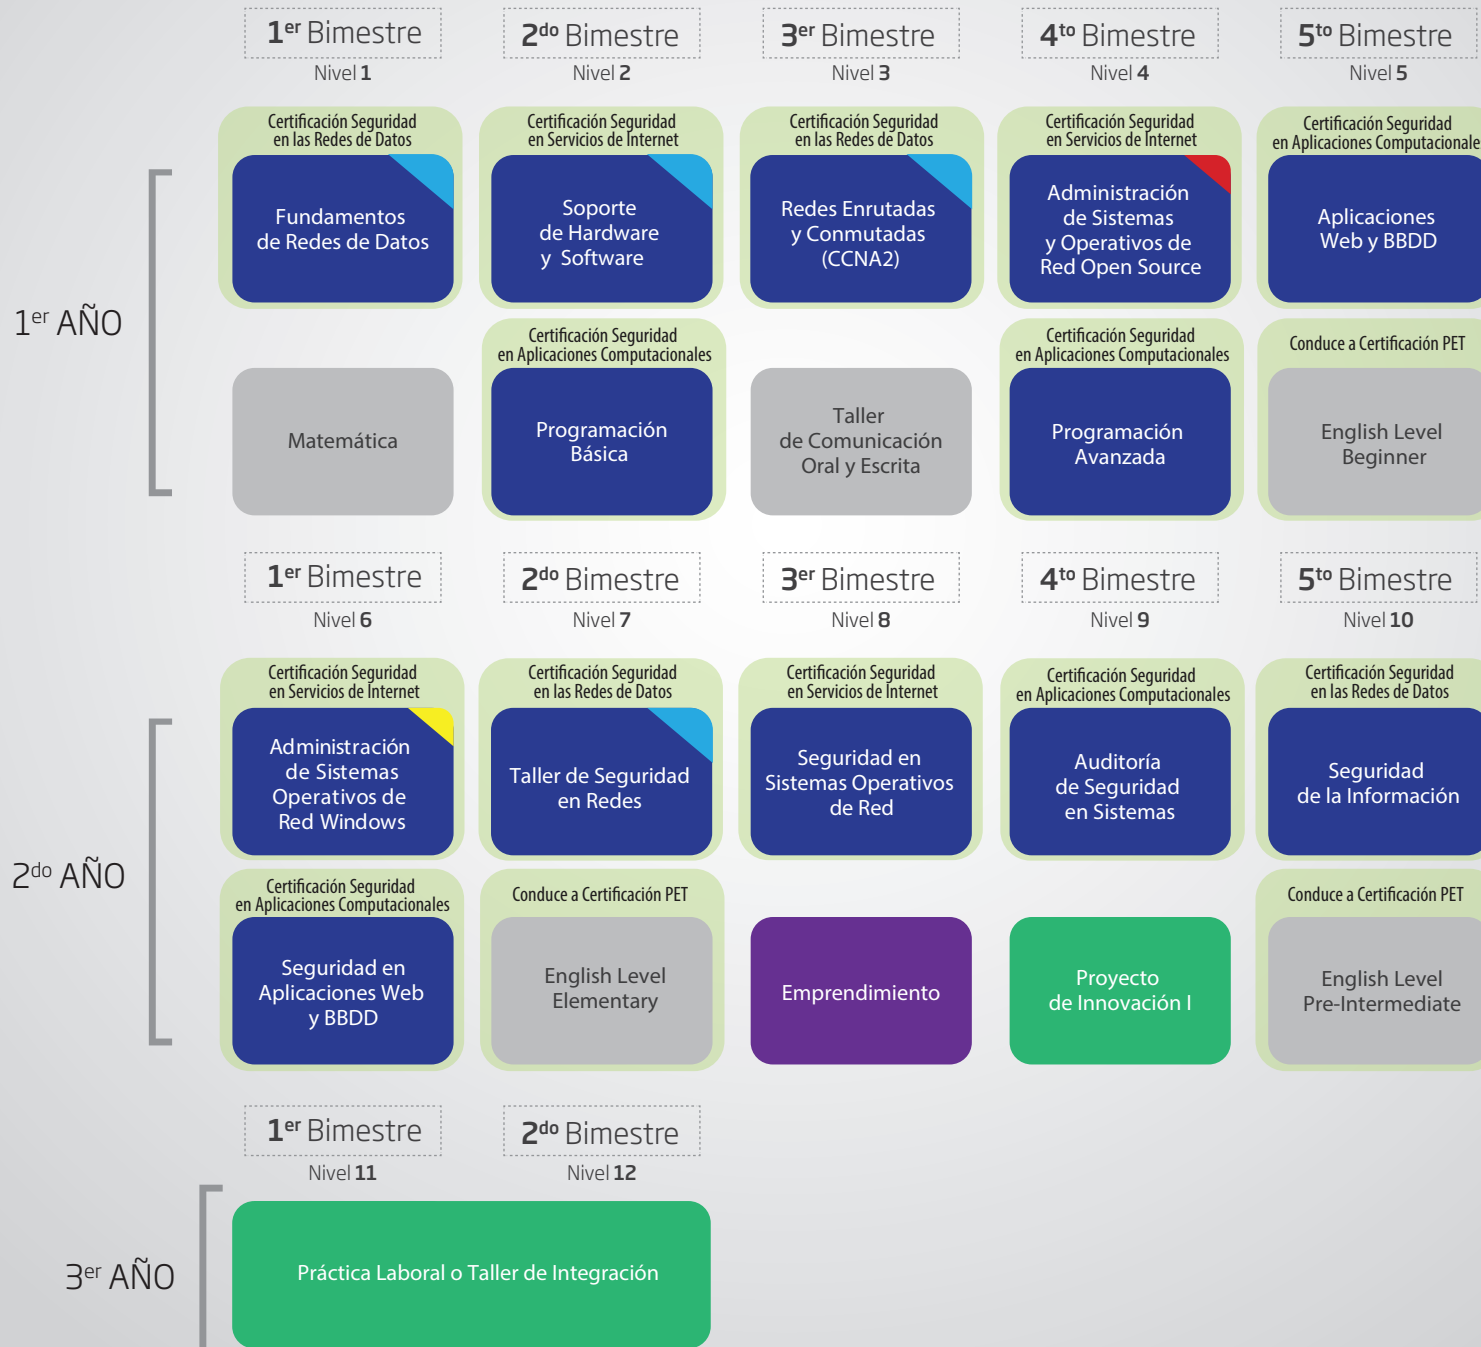 1er Bimestre
Nivel 1
2do Bimestre
Nivel 2
3er Bimestre
Nivel 3
4to Bimestre
Nivel 4
5to Bimestre
Nivel 5
1er AÑO
Certificación Seguridad
en las Redes de Datos
Fundamentos
de Redes de Datos
Certificación Seguridad
en Servicios de Internet
Soporte
de Hardware
y Software
Certificación Seguridad
en las Redes de Datos
Redes Enrutadas
y Conmutadas
(CCNA2)
Certificación Seguridad
en Servicios de Internet
Administración
de Sistemas
y Operativos de
Red Open Source
Certificación Seguridad
en Aplicaciones Computacionale
Aplicaciones
Web y BBDD
Matemática
Certificación Seguridad
en Aplicaciones Computacionales
Programación
Básica
Taller
de Comunicación
Oral y Escrita
Certificación Seguridad
en Aplicaciones Computacionales
Programación
Avanzada
Conduce a Certificación PET
English Level
Beginner
1er Bimestre
Nivel 6
2do Bimestre
Nivel 7
3er Bimestre
Nivel 8
4to Bimestre
Nivel 9
5to Bimestre
Nivel 10
2do AÑO
Certificación Seguridad
en Servicios de Internet
Administración
de Sistemas
Operativos de
Red Windows
Certificación Seguridad
en las Redes de Datos
Taller de Seguridad
en Redes
Certificación Seguridad
en Servicios de Internet
Seguridad en
Sistemas Operativos
de Red
Certificación Seguridad
en Aplicaciones Computacionales
Auditoría
de Seguridad
en Sistemas
Certificación Seguridad
en las Redes de Datos
Seguridad
de la Información
Certificación Seguridad
en Aplicaciones Computacionales
Seguridad en
Aplicaciones Web
y BBDD
Conduce a Certificación PET
English Level
Elementary
Emprendimiento
Proyecto
de Innovación I
Conduce a Certificación PET
English Level
Pre-Intermediate
1er Bimestre
Nivel 11
2do Bimestre
Nivel 12
3er AÑO
Práctica Laboral o Taller de Integración